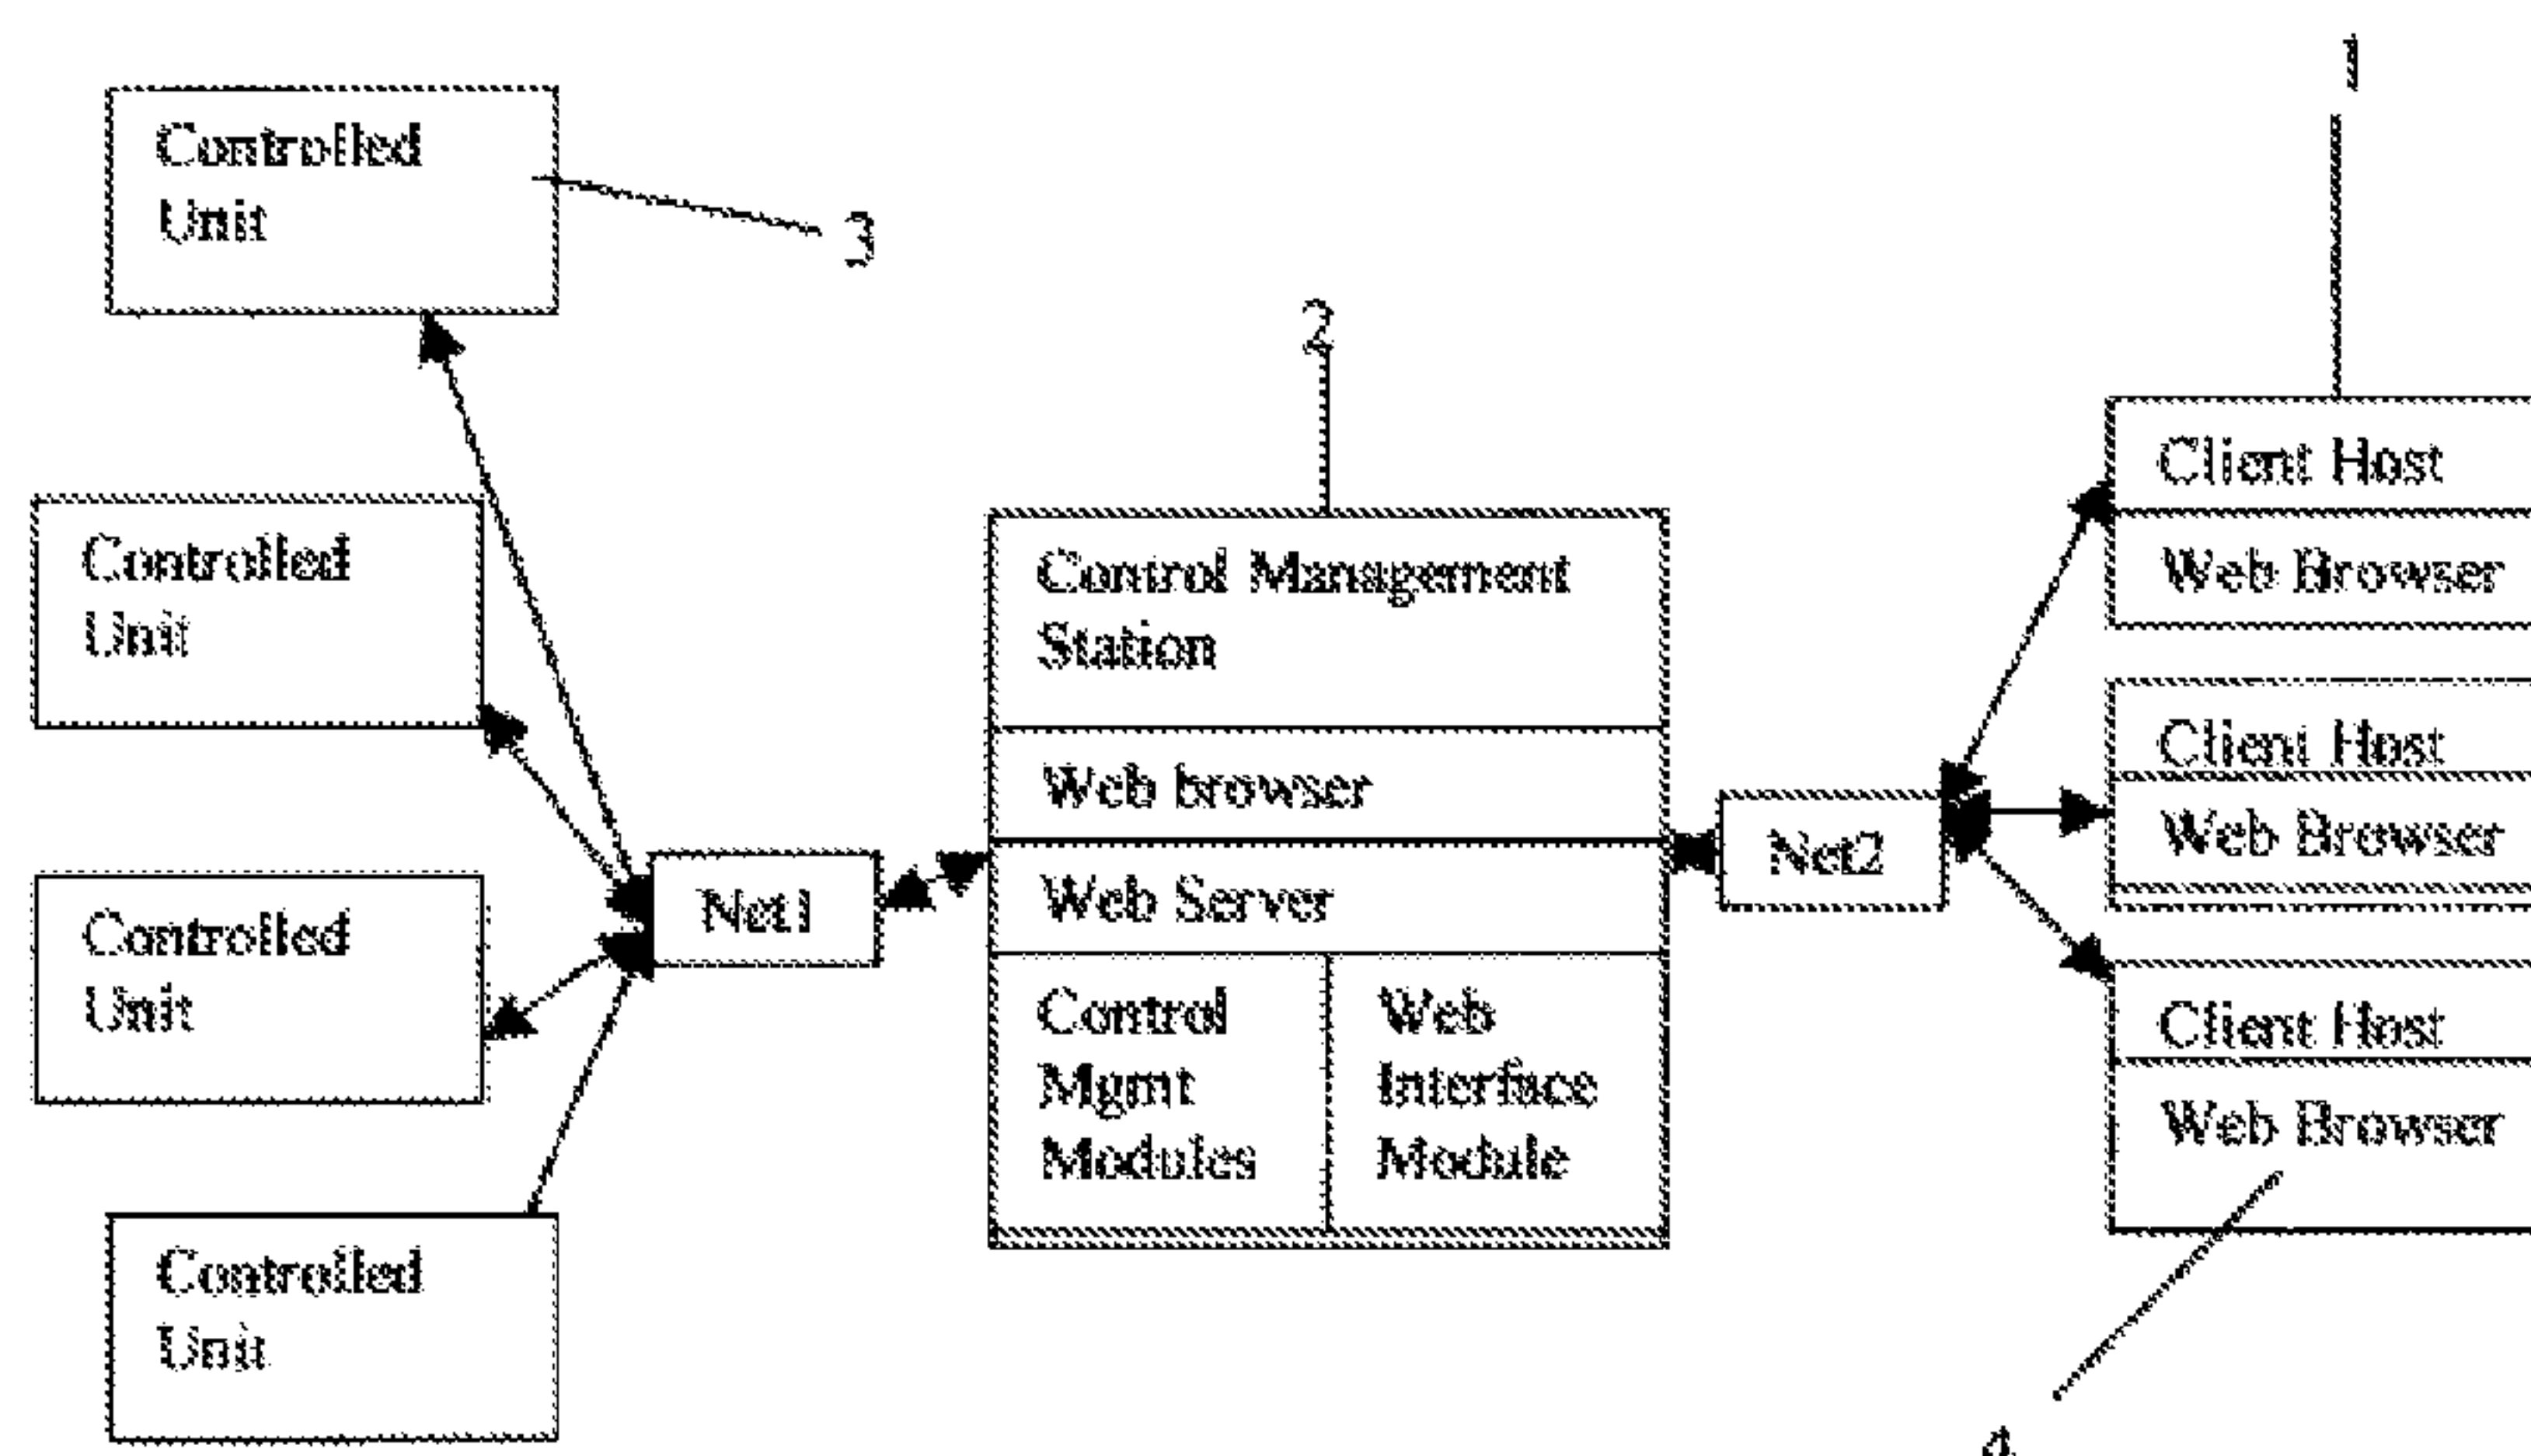 1
Controlled
Unit
3
2
Client Host
Web Browser
Controlled
Unit
Control Management
Station
Client Host
Web Browser
Web browser
Net1
Net2
Web Server
Controlled
Unit
Control
Mgmt
Modules
Web
Interface
Module
Client Host
Web Browser
Controlled
Unit
4